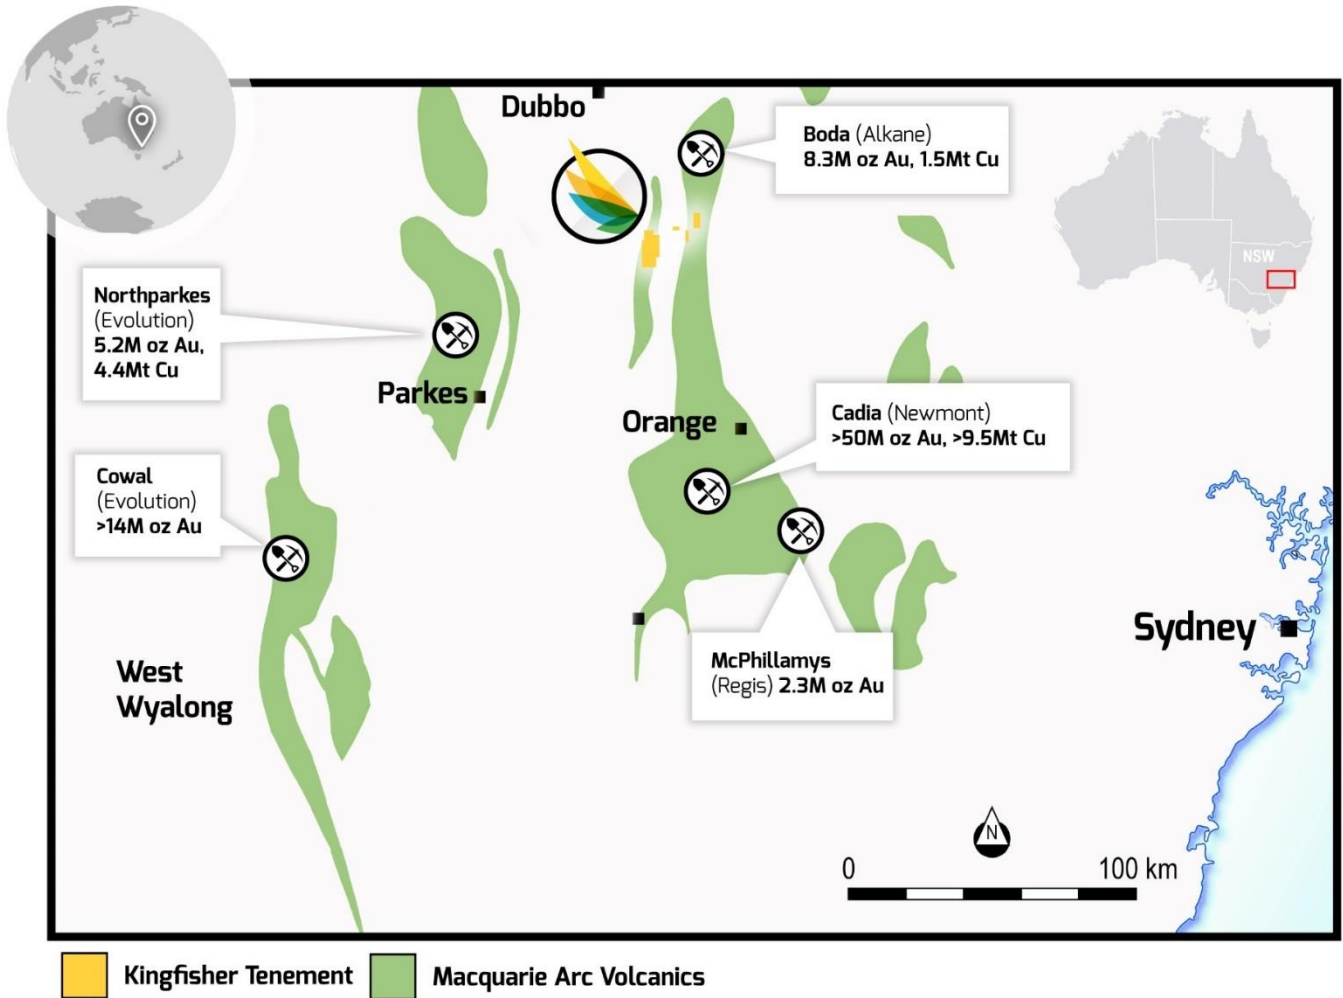 Dubbo
Boda (Alkane)
8.3M oz Au, 1.5Mt Cu
NSW
Northparkes
(Evolution)
5.2M oz Au,
4.4Mt Cu
Parkes
Orange
Cadia (Newmont)
>50M oz Au, >9.5Mt Cu
Cowal
(Evolution)
>14M oz Au
McPhillamys
(Regis) 2.3M oz Au
Sydney
West
Wyalong
N
0
100 km
Kingfisher Tenement
Macquarie Arc Volcanics